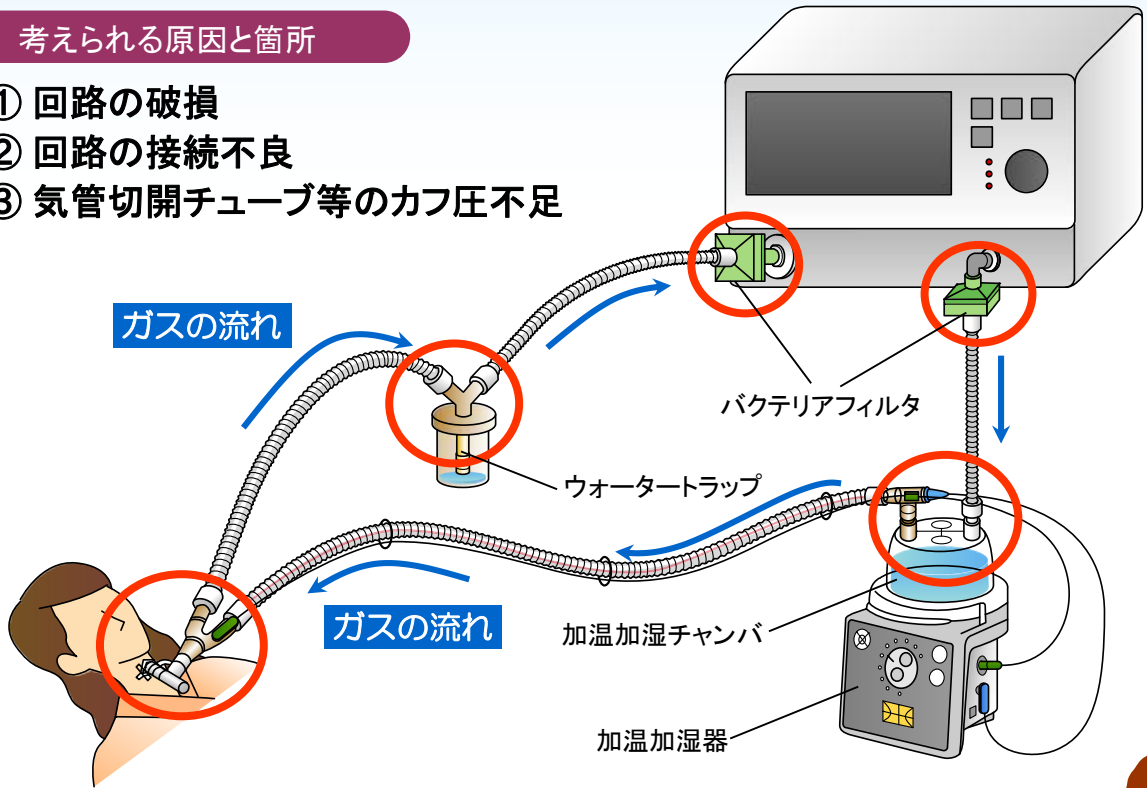 考えられる原因と箇所
① 回路の破損
② 回路の接続不良
③ 気管切開チューブ等のカフ圧不足
ガスの流れ
バクテリアフィルタ
ウォータートラップ
ガスの流れ
加温加湿チャンバ
加温加湿器